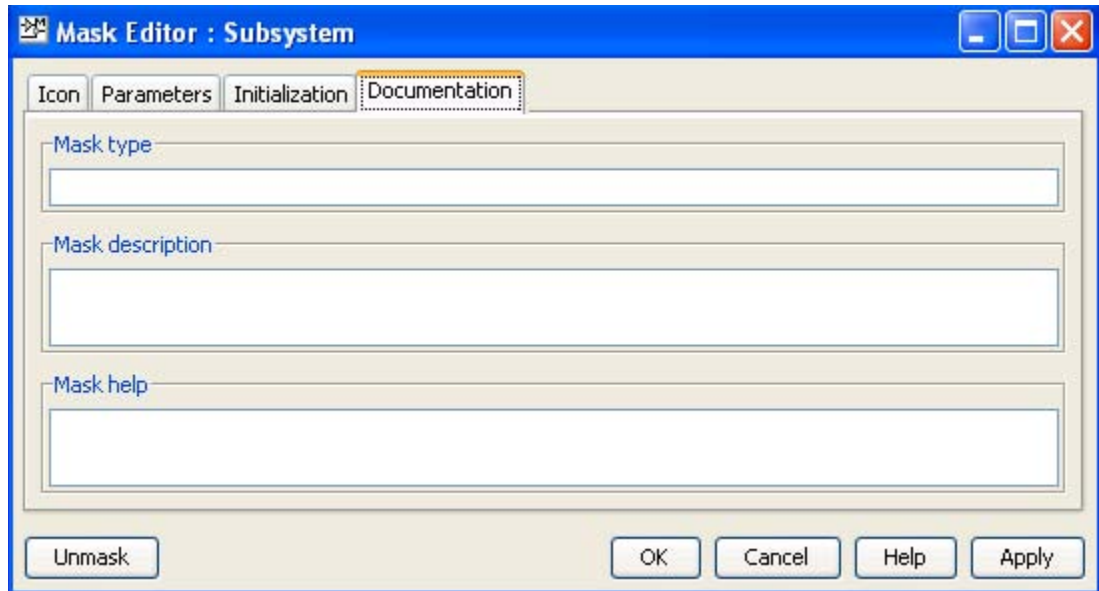 Mask Editor : Subsystem
Icon Parameters Initialization Documentation
Mask type
Mask description
Mask help
Unmask OK Cancel Help Apply